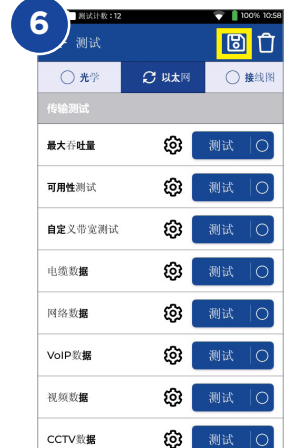 6
测试计数：12
100% 10:58
测试
光学
以太网
接线图
传输测试
最大吞吐量
测试
可用性测试
测试
自定义带宽测试
测试
电缆数据
测试
网络数据
测试
VoIP数据
测试
视频数据
测试
CCTV数据
测试